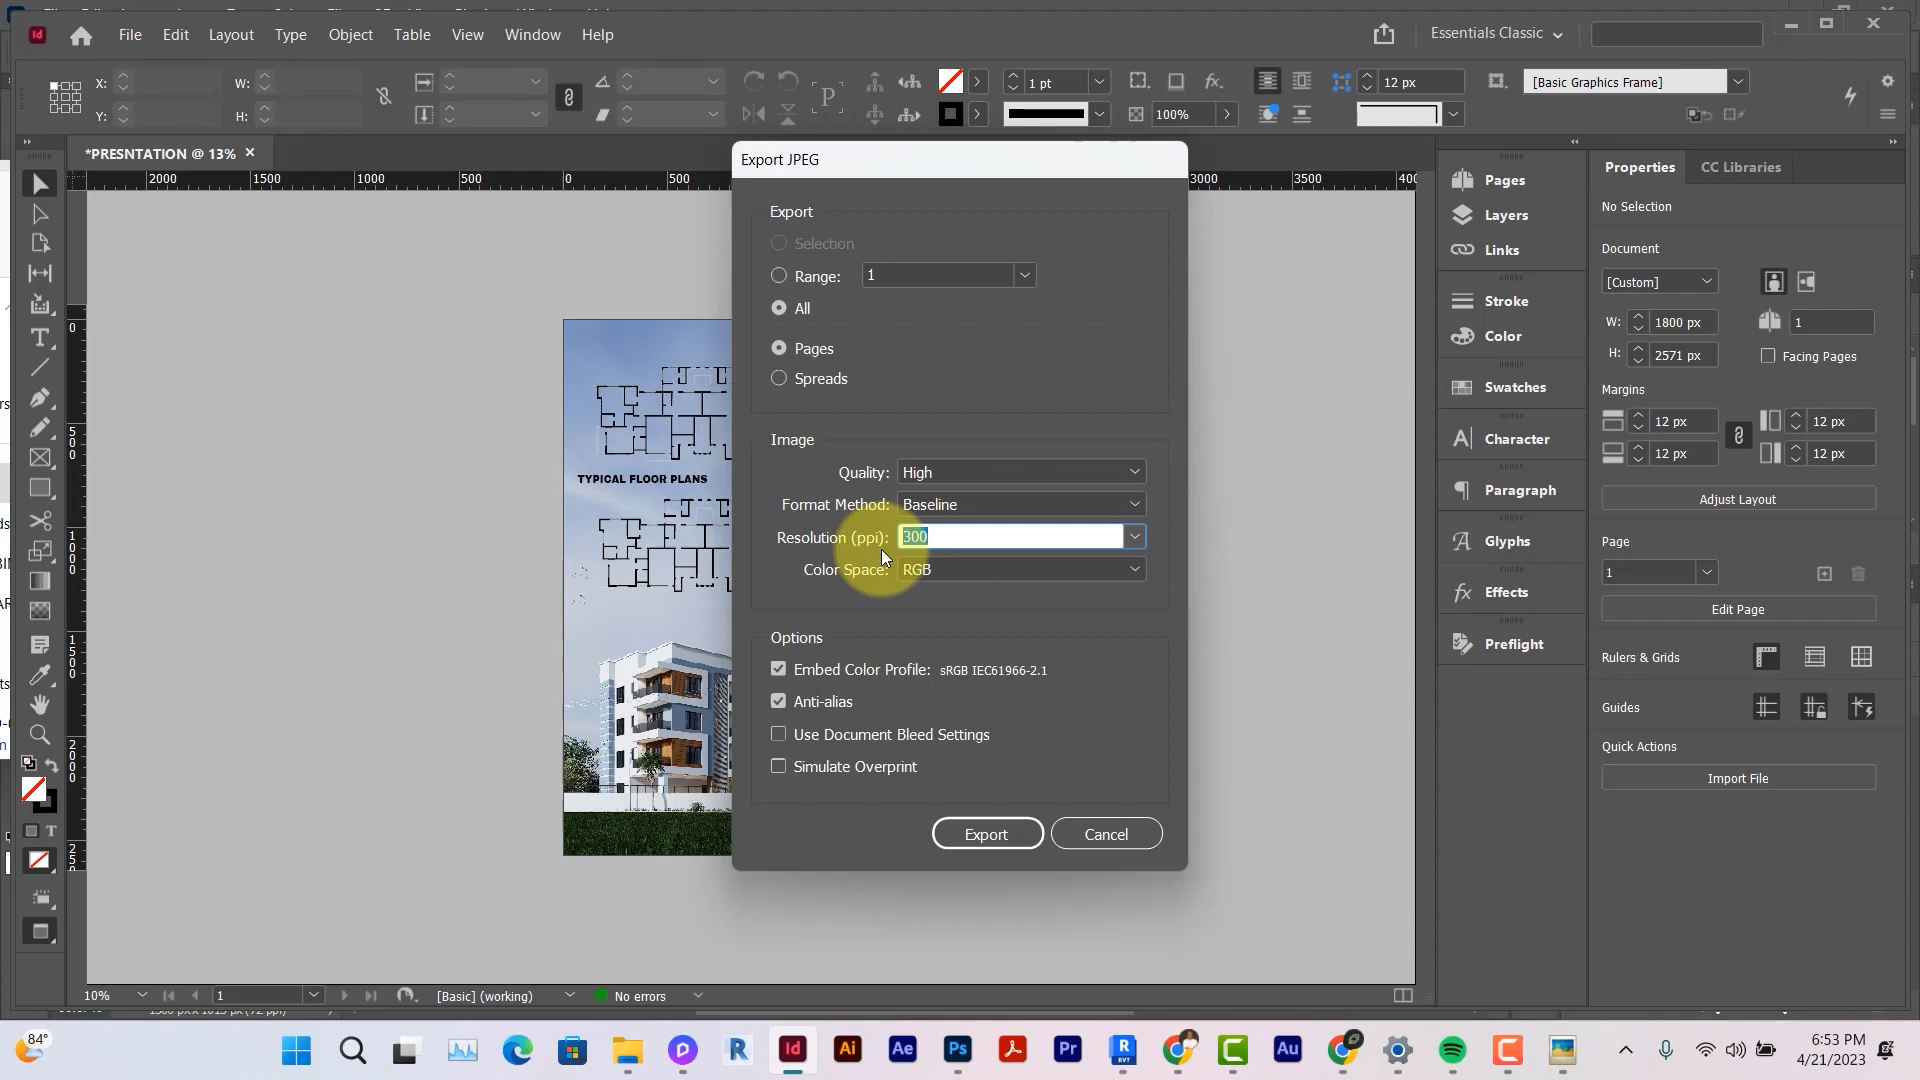 File Edit Layout Type Object Table View Window Help
Essentials Classic
X: W: 1 pt 12 px [Basic Graphics Frame]
Y: H: 100%
*PRESNTATION @ 13%
2000 1500 1000 500 0 500 3000 3500 400
Export JPEG
Export
Selection
Range: 1
All
Pages
Spreads
Image
Quality: High
Format Method: Baseline
Resolution (ppi): 300
Color Space: RGB
Options
Embed Color Profile: sRGB IEC61966-2.1
Anti-alias
Use Document Bleed Settings
Simulate Overprint
Export Cancel
TYPICAL FLOOR PLANS
0
500
1000
1500
2000
Pages
Layers
Links
Stroke
Color
Swatches
Character
Paragraph
Glyphs
Effects
Preflight
Properties CC Libraries
No Selection
Document
[Custom]
W: 1800 px 1
H: 2571 px Facing Pages
Margins
12 px 12 px
12 px 12 px
Adjust Layout
Page
1
Edit Page
Rulers & Grids
Guides
Quick Actions
Import File
10% 1 [Basic] (working) No errors
84°
6:53 PM
4/21/2023